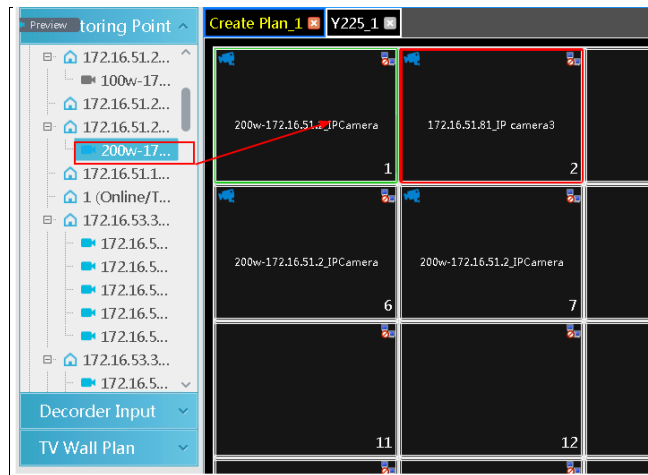 Preview
toring Point
Create Plan_1
Y225_1
172.16.51.2...
100w-17...
172.16.51.2...
172.16.51.2...
200w-17...
172.16.51.1...
1 (Online/T...
172.16.53.3...
172.16.5...
172.16.5...
172.16.5...
172.16.5...
172.16.5...
172.16.53.3...
172.16.5...
Decorder Input
TV Wall Plan
200w-172.16.51.2_IPCamera
1
172.16.51.81_IP camera3
2
200w-172.16.51.2_IPCamera
6
200w-172.16.51.2_IPCamera
7
11
12